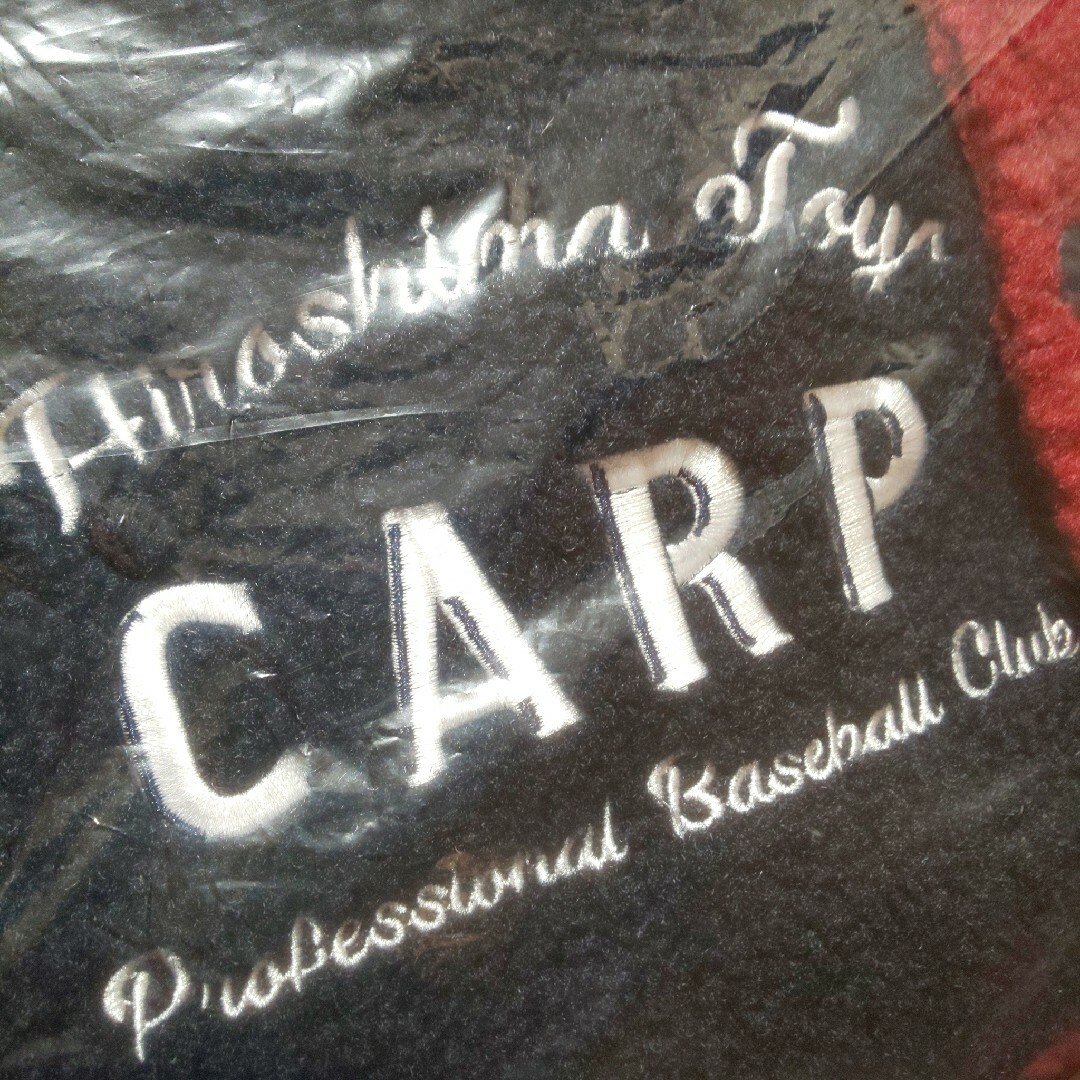 Hiroshima Toyo
CARP
Professional Baseball Club